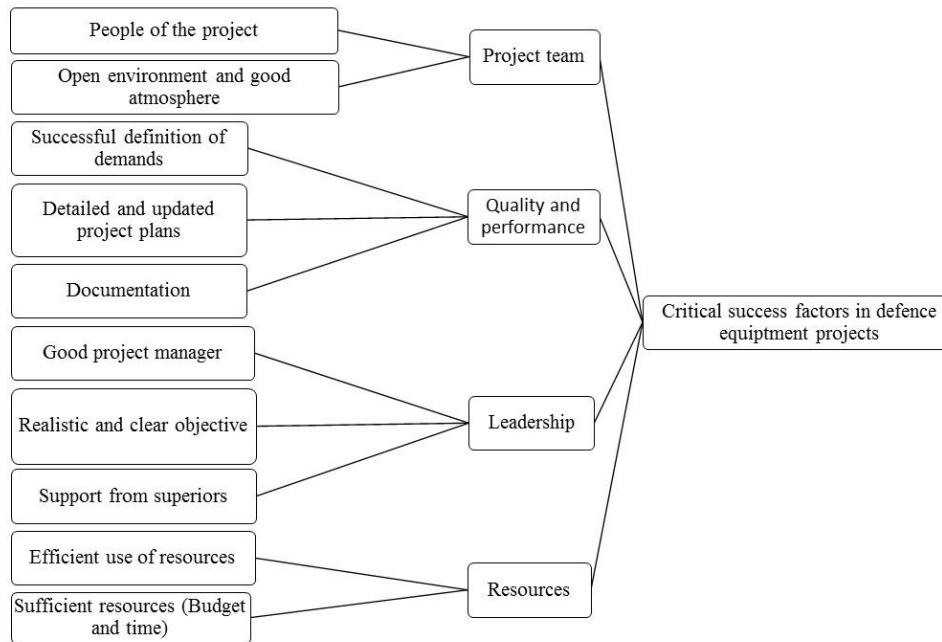 People of the project
Project team
Open environment and good
atmosphere
Successful definition of
demands
Detailed and updated
project plans
Quality and
performance
Documentation
Critical success factors in defence
equiptment projects
Good project manager
Realistic and clear objective
Leadership
Support from superiors
Efficient use of resources
Resources
Sufficient resources (Budget
and time)